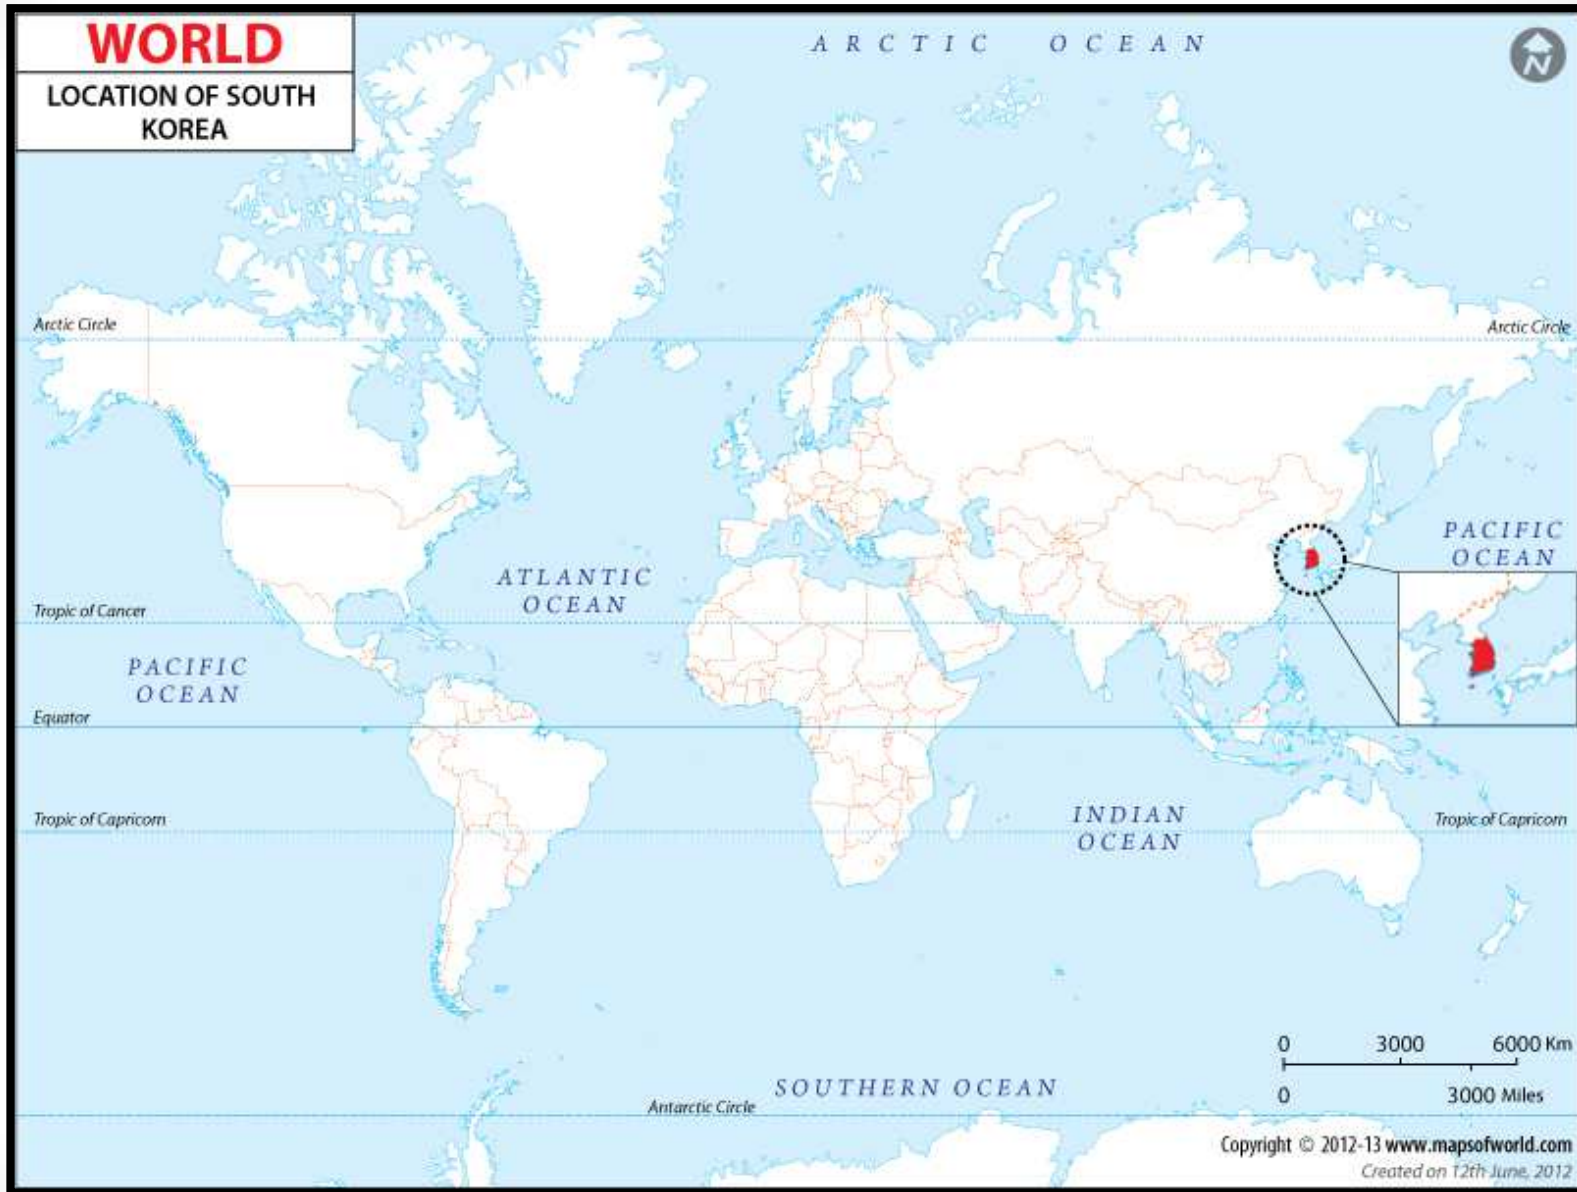 WORLD
LOCATION OF SOUTH
KOREA
ARCTIC OCEAN
N
Arctic Circle
Arctic Circle
PACIFIC
OCEAN
ATLANTIC
OCEAN
Tropic of Cancer
PACIFIC
OCEAN
Equator
INDIAN
OCEAN
Tropic of Capricorn
Tropic of Capricorn
0 3000 6000 Km
0 3000 Miles
SOUTHERN OCEAN
Antarctic Circle
Copyright © 2012-13 www.mapsofworld.com
Created on 12th June, 2012